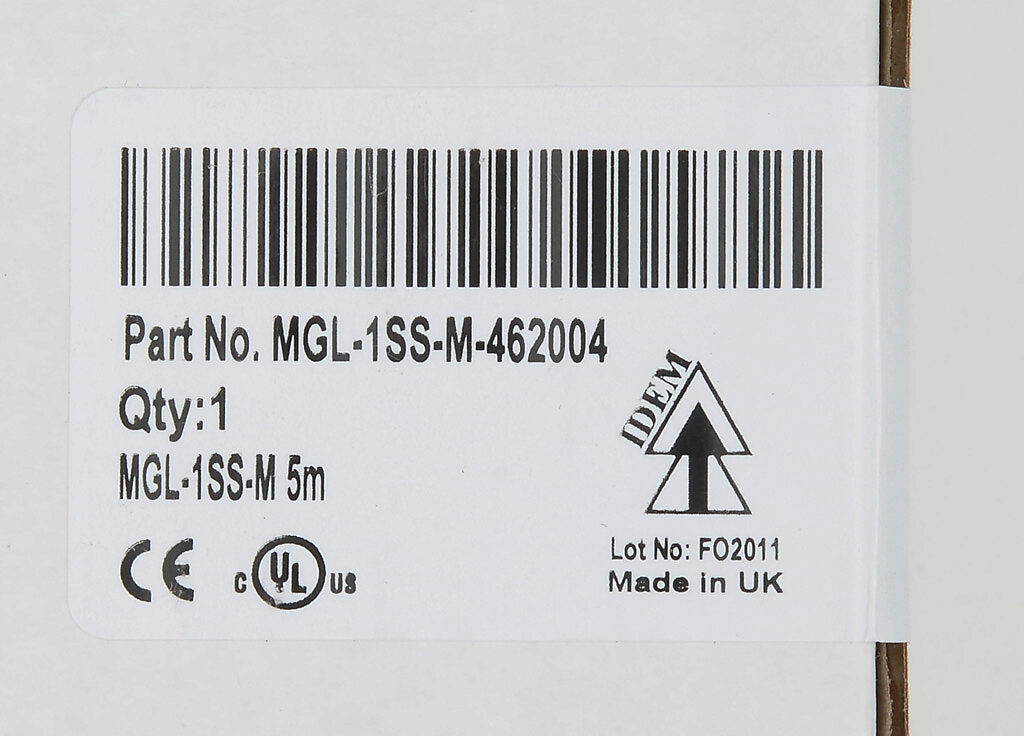 Part No. MGL-1SS-M-462004
Qty:1
MGL-1SS-M 5m
IDEM
CE
C UL US
Lot No: FO2011
Made in UK